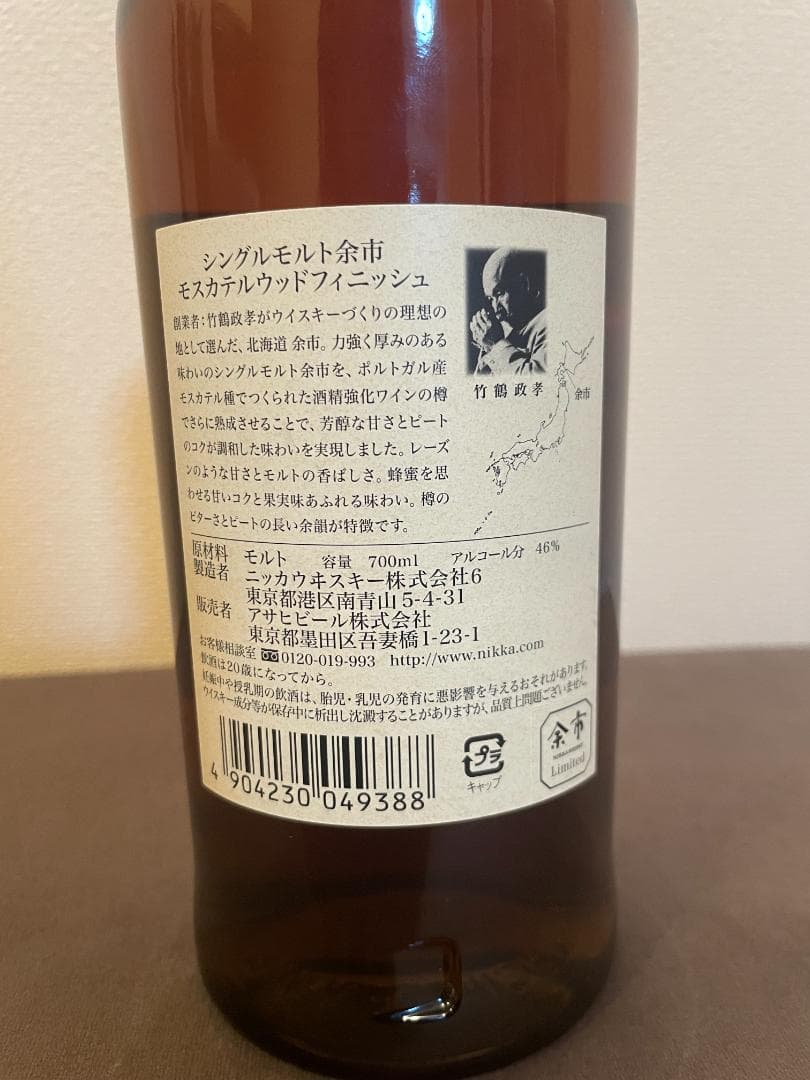 シングルモルト余市
モスカテルウッドフィニッシュ
創業者:竹鶴政孝がウイスキーづくりの理想の
地として選んだ、北海道 余市。力強く厚みのある
味わいのシングルモルト余市を、ポルトガル産
モスカテル種でつくられた酒精強化ワインの樽
でさらに熟成させることで、芳醇な甘さとピート
のコクが調和した味わいを実現しました。レーズ
ンのような甘さとモルトの香ばしさ。蜂蜜を思
わせる甘いコクと果実味あふれる味わい。樽の
ビターさとピートの長い余韻が特徴です。
竹鶴政孝
余市
原材料 モルト 容量 700ml アルコール分 46%
製造者 ニッカウヰスキー株式会社6
東京都港区南青山5-4-31
販売者 アサヒビール株式会社
東京都墨田区吾妻橋1-23-1
お客様相談室 0120-019-993 http://www.nikka.com
飲酒は20歳になってから。
妊娠中や授乳期の飲酒は、胎児・乳児の発育に悪影響を与えるおそれがあります。
ウイスキー成分等が保存中に析出し沈澱することがありますが、品質上問題ございません。
4 904230 049388
プラ
キャップ
余市
Limited